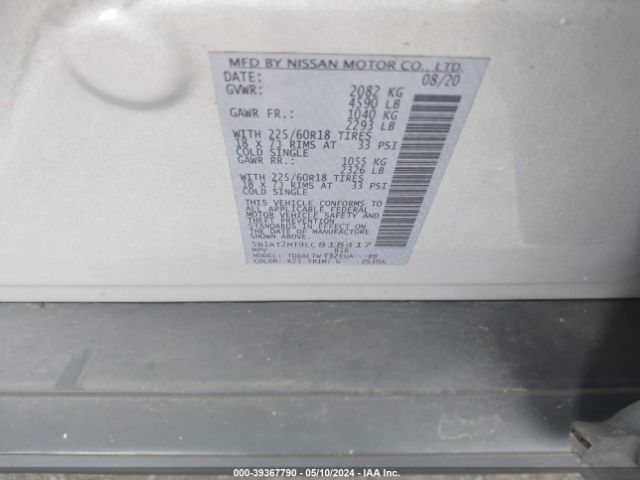 MFD BY NISSAN MOTOR CO., LTD.
DATE: 08/20
GVWR: 2082 KG
4590 LB
GAWR FR.: 1040 KG
2293 LB
WITH 225/60R18 TIRES
18 X 7J RIMS AT 33 PSI
COLD SINGLE
GAWR RR.: 1055 KG
2326 LB
WITH 225/60R18 TIRES
18 X 7J RIMS AT 33 PSI
COLD SINGLE
THIS VEHICLE CONFORMS TO
ALL APPLICABLE FEDERAL
MOTOR VEHICLE SAFETY AND
THEFT PREVENTION
STANDARDS IN EFFECT ON THE
DATE OF MANUFACTURE
SHOWN ABOVE.
5N1AT2MT9LC818417
MPV
MODEL:
COLOR: K23 TRIM: G
000-39367790 - 05/10/2024 - IAA Inc.